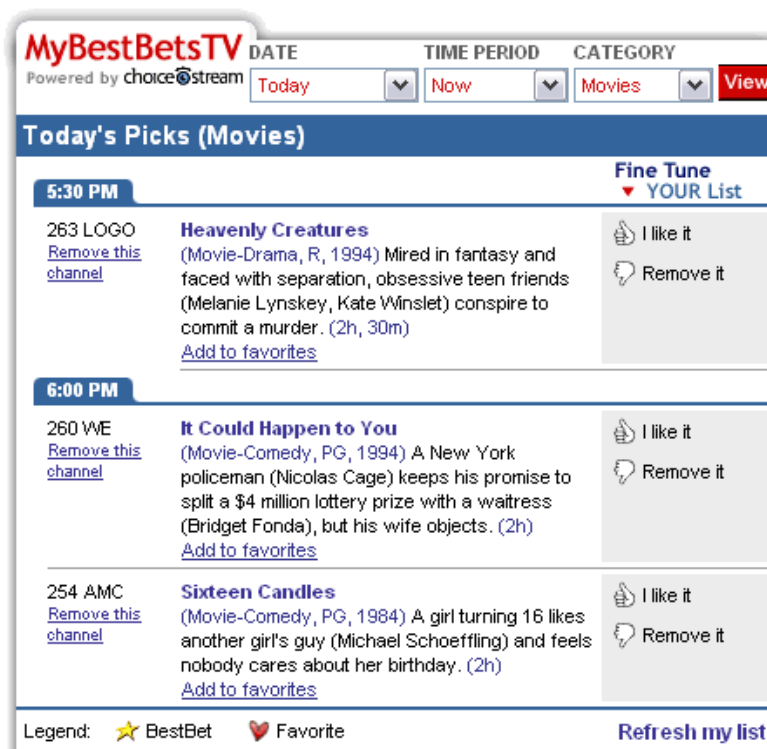 MyBestBetsTV
Powered by choicestream
DATE TIME PERIOD CATEGORY
Today Now Movies View
Today's Picks (Movies)
Fine Tune
YOUR List
5:30 PM
263 LOGO
Remove this
channel
Heavenly Creatures
(Movie-Drama, R, 1994) Mired in fantasy and
faced with separation, obsessive teen friends
(Melanie Lynskey, Kate Winslet) conspire to
commit a murder. (2h, 30m)
Add to favorites
I like it
Remove it
6:00 PM
260 WE
Remove this
channel
It Could Happen to You
(Movie-Comedy, PG, 1994) A New York
policeman (Nicolas Cage) keeps his promise to
split a $4 million lottery prize with a waitress
(Bridget Fonda), but his wife objects. (2h)
Add to favorites
I like it
Remove it
254 AMC
Remove this
channel
Sixteen Candles
(Movie-Comedy, PG, 1984) A girl turning 16 likes
another girl's guy (Michael Schoeffling) and feels
nobody cares about her birthday. (2h)
Add to favorites
I like it
Remove it
Legend: BestBet Favorite Refresh my list